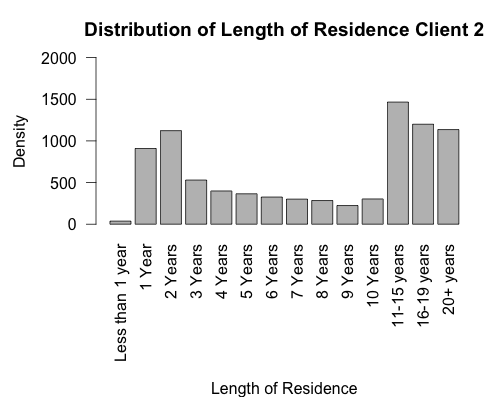 Distribution of Length of Residence Client 2
Density
2000
1500
1000
500
0
Less than 1 year
1 Year
2 Years
3 Years
4 Years
5 Years
6 Years
7 Years
8 Years
9 Years
10 Years
11-15 years
16-19 years
20+ years
Length of Residence